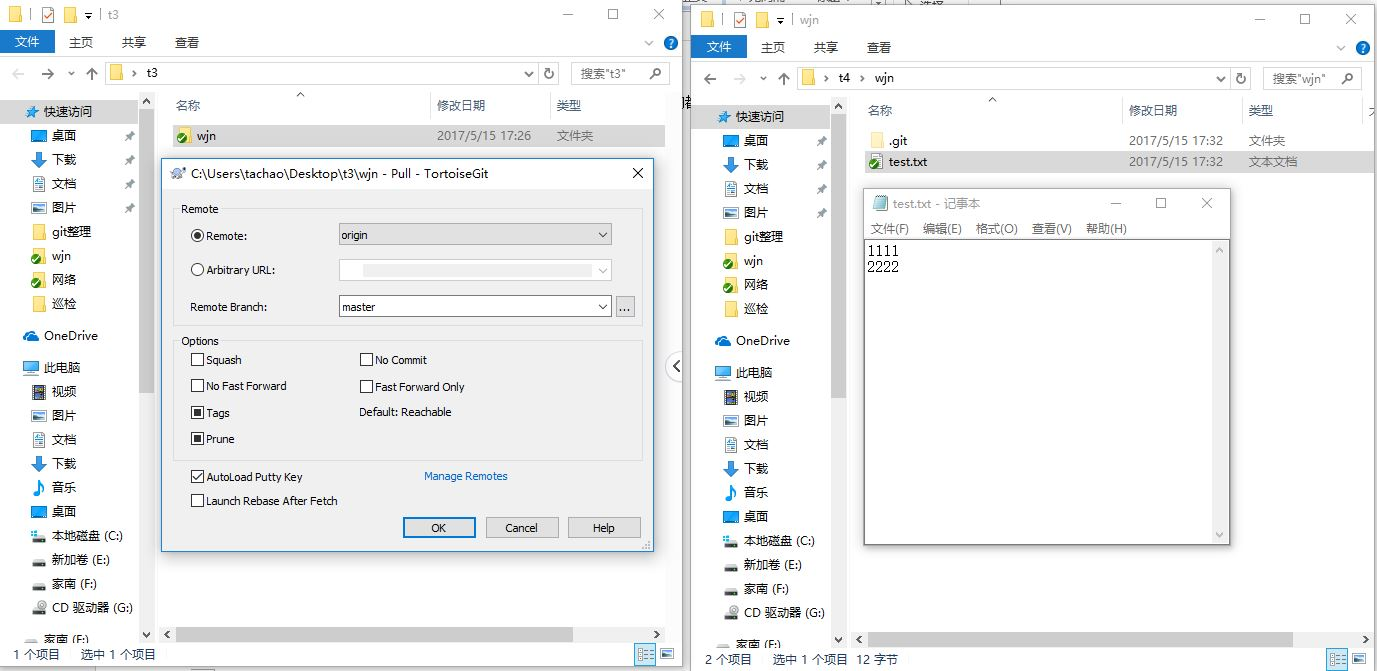 t3
文件 主页 共享 查看
t3
搜索"t3"
名称 修改日期 类型
wjn 2017/5/15 17:26 文件夹
快速访问
桌面
下载
文档
图片
git整理
wjn
网络
巡检
OneDrive
此电脑
视频
图片
文档
下载
音乐
桌面
本地磁盘 (C:)
新加卷 (E:)
家南 (F:)
CD 驱动器 (G:)
家南 (F:)
1 个项目 选中 1 个项目
C:\Users\tachao\Desktop\t3\wjn - Pull - TortoiseGit
Remote
Remote: origin
Arbitrary URL:
Remote Branch: master ...
Options
Squash No Commit
No Fast Forward Fast Forward Only
Tags Default: Reachable
Prune
AutoLoad Putty Key Manage Remotes
Launch Rebase After Fetch
OK Cancel Help
选择
wjn
文件 主页 共享 查看
t4 wjn
搜索"wjn"
名称 修改日期 类型
.git 2017/5/15 17:32 文件夹
test.txt 2017/5/15 17:32 文本文档
快速访问
桌面
下载
文档
图片
git整理
wjn
网络
巡检
OneDrive
此电脑
视频
图片
文档
下载
音乐
桌面
本地磁盘 (C:)
新加卷 (E:)
家南 (F:)
CD 驱动器 (G:)
家南 (F:)
2 个项目 选中 1 个项目 12 字节
test.txt - 记事本
文件(F) 编辑(E) 格式(O) 查看(V) 帮助(H)
1111
2222